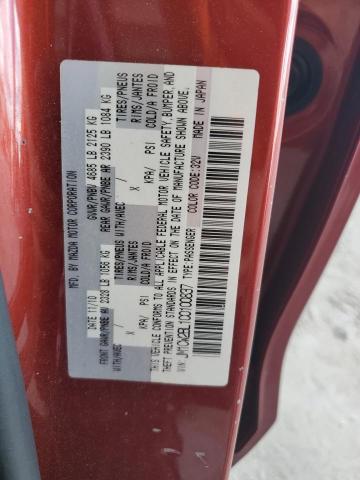 MFD. BY MAZDA MOTOR CORPORATION
DATE 11/10 GVWR/PNBV 4685 LB 2125 KG
FRONT GAWR/PNBE AV 2328 LB 1056 KG REAR GAWR/PNBE AR 2390 LB 1084 KG
WITH/AVEC TIRES/PNEUS WITH/AVEC TIRES/PNEUS
/ X RIMS/JANTES / X RIMS/JANTES
KPA/ PSI COLD/A FROID KPA/ PSI COLD/A FROID
THIS VEHICLE CONFORMS TO ALL APPLICABLE FEDERAL MOTOR VEHICLE SAFETY, BUMPER, AND
THEFT PREVENTION STANDARDS IN EFFECT ON THE DATE OF MANUFACTURE SHOWN ABOVE.
VIN: JM1CW2BL1C0100837 TYPE: PASSENGER COLOR CODE: 32V MADE IN JAPAN